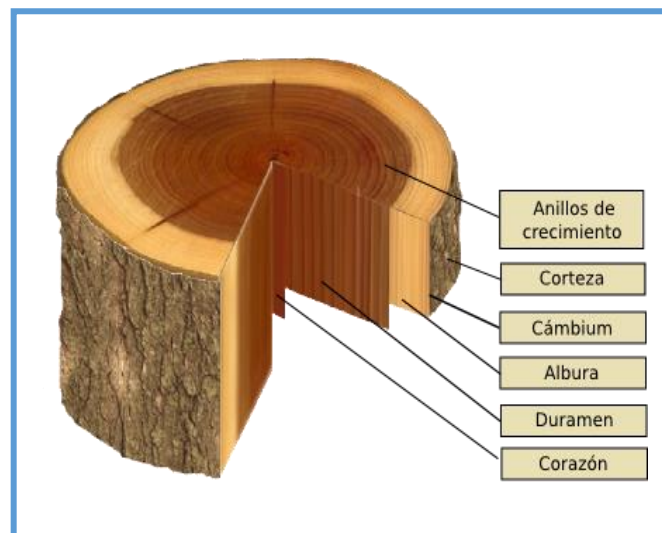 Anillos de
crecimiento
Corteza
Cámbium
Albura
Duramen
Corazón